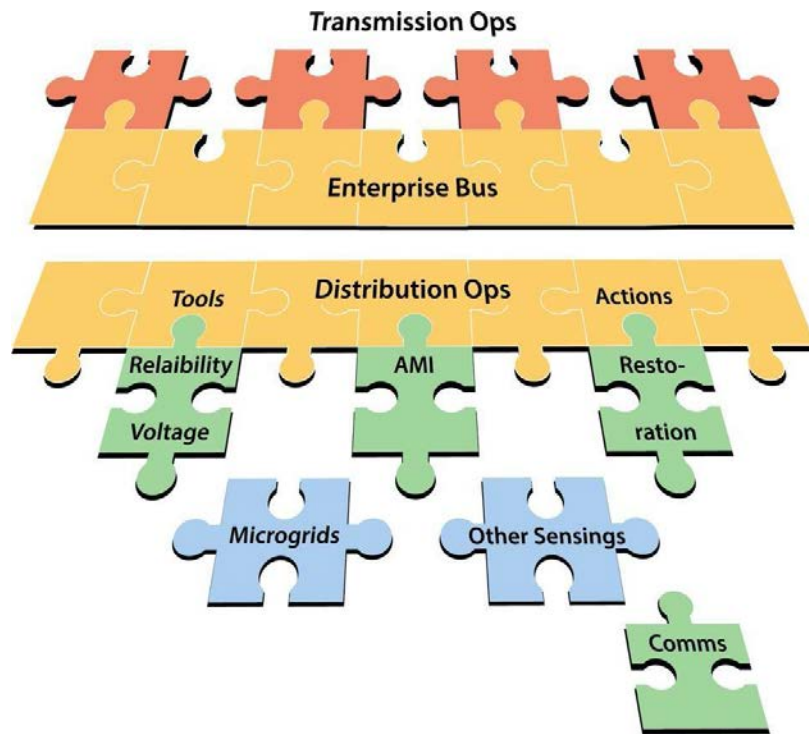 Transmission Ops
Enterprise Bus
Tools
Distribution Ops
Actions
Relaibility
AMI
Resto-
Voltage
ration
Microgrids
Other Sensings
Comms